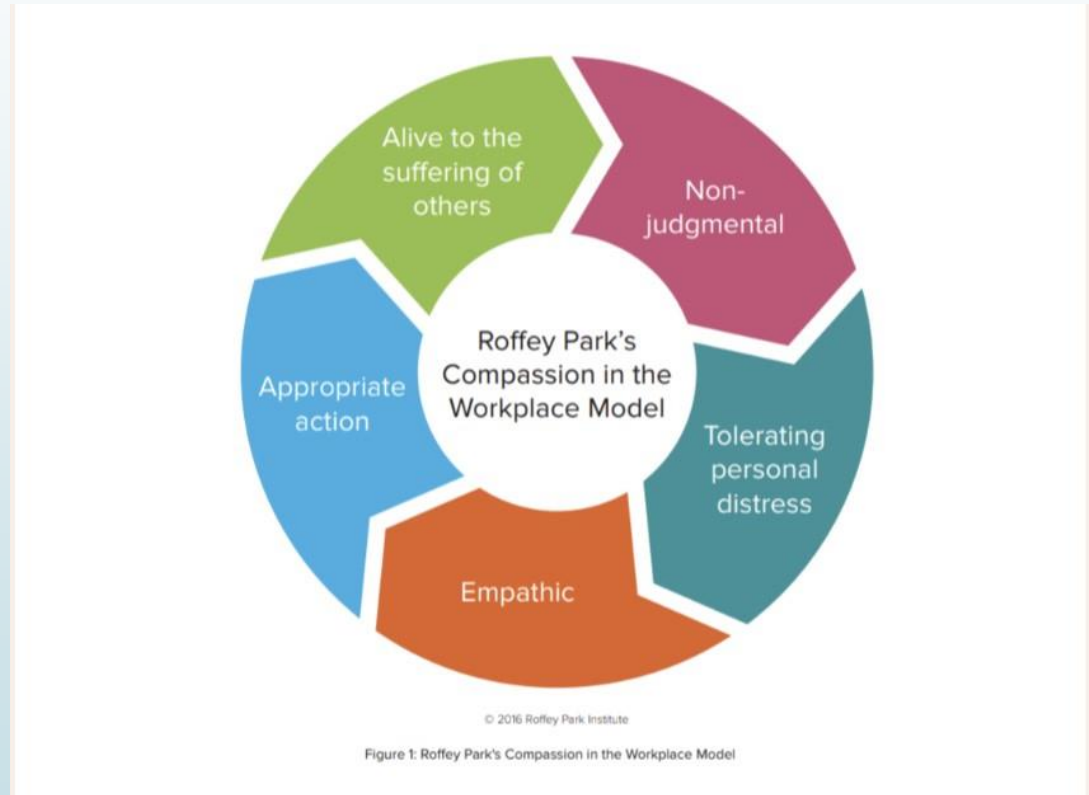 Alive to the
suffering of
others
Non-
judgmental
Tolerating
personal
distress
Empathic
Appropriate
action
Roffey Park's
Compassion in the
Workplace Model
© 2016 Roffey Park Institute
Figure 1: Roffey Park's Compassion in the Workplace Model